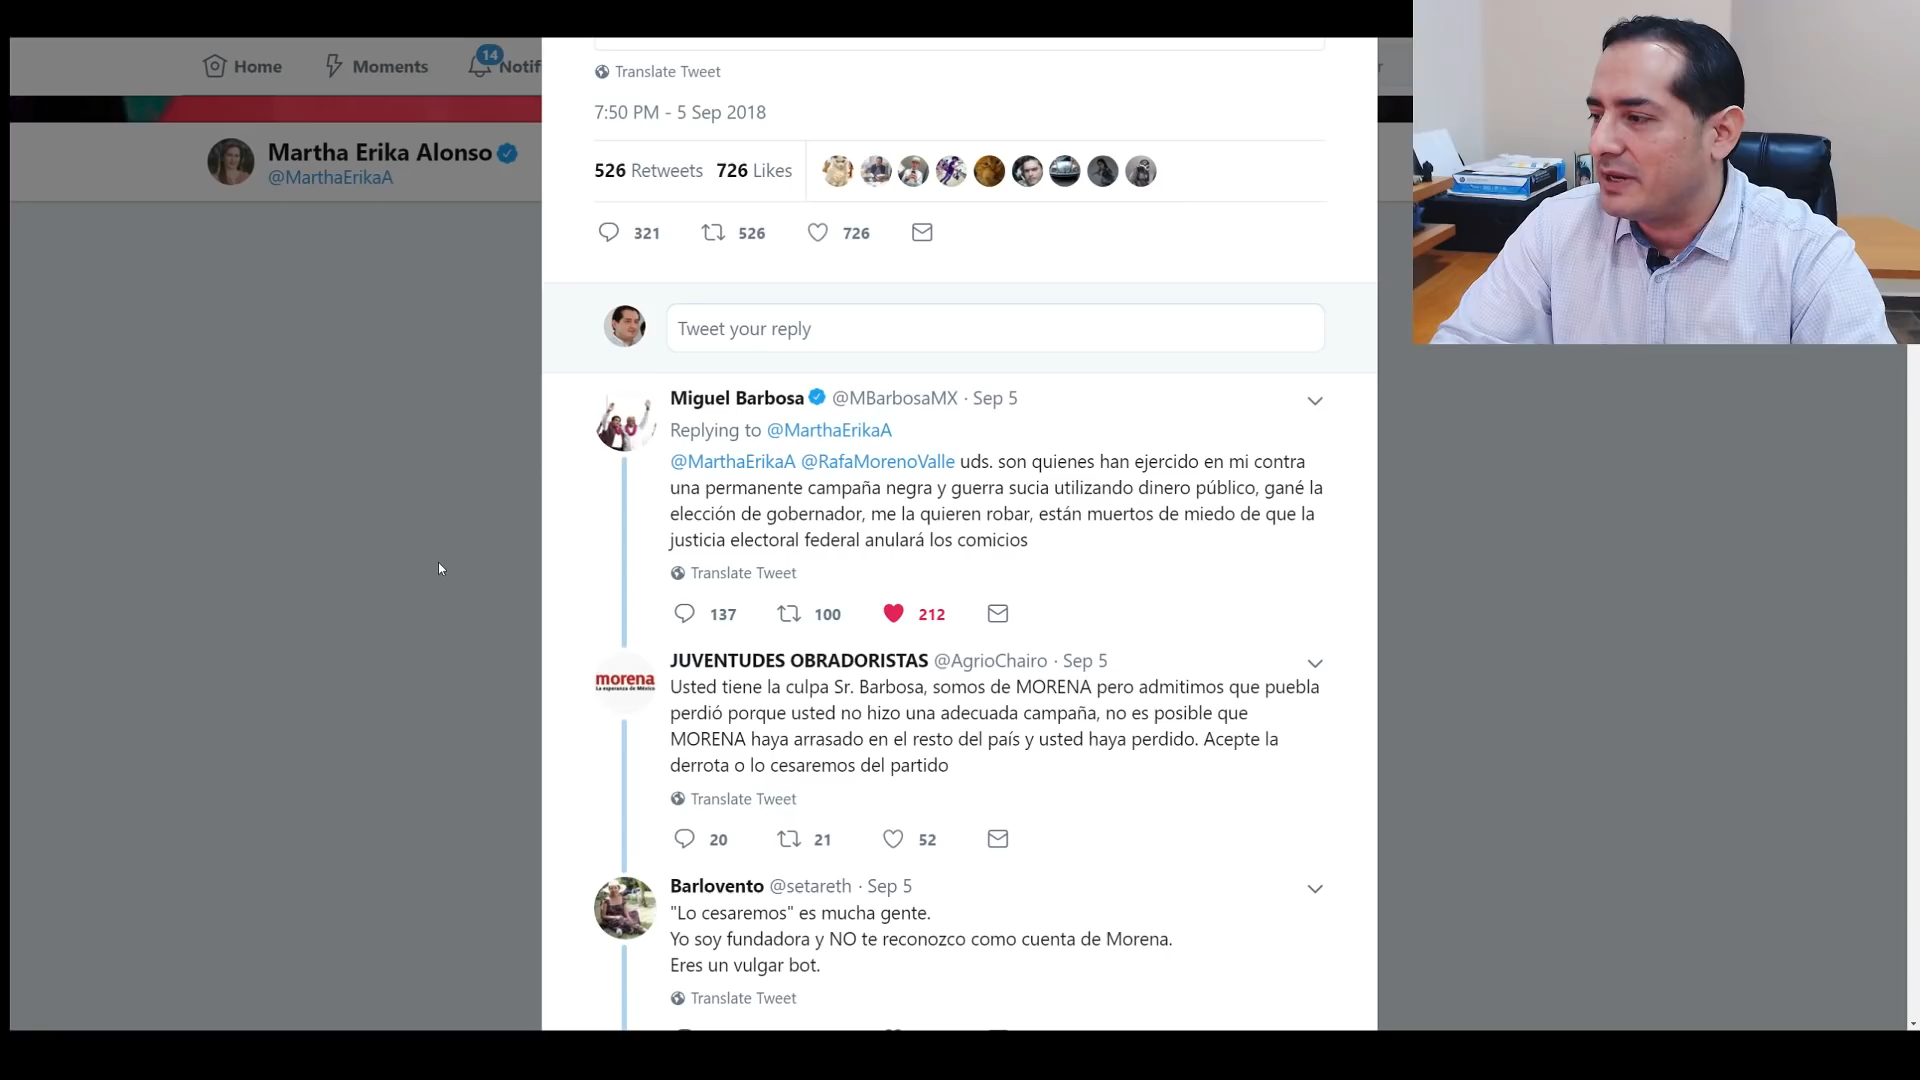 Home
Moments
14
Notif
Martha Erika Alonso
@MarthaErikaA
Translate Tweet
7:50 PM - 5 Sep 2018
526 Retweets 726 Likes
321 526 726
Tweet your reply
Miguel Barbosa @MBarbosaMX · Sep 5
Replying to @MarthaErikaA
@MarthaErikaA @RafaMorenoValle uds. son quienes han ejercido en mi contra
una permanente campaña negra y guerra sucia utilizando dinero público, gané la
elección de gobernador, me la quieren robar, están muertos de miedo de que la
justicia electoral federal anulará los comicios
Translate Tweet
137 100 212
morena
La esperanza de México
JUVENTUDES OBRADORISTAS @AgrioChairo · Sep 5
Usted tiene la culpa Sr. Barbosa, somos de MORENA pero admitimos que puebla
perdió porque usted no hizo una adecuada campaña, no es posible que
MORENA haya arrasado en el resto del país y usted haya perdido. Acepte la
derrota o lo cesaremos del partido
Translate Tweet
20 21 52
Barlovento @setareth · Sep 5
"Lo cesaremos" es mucha gente.
Yo soy fundadora y NO te reconozco como cuenta de Morena.
Eres un vulgar bot.
Translate Tweet